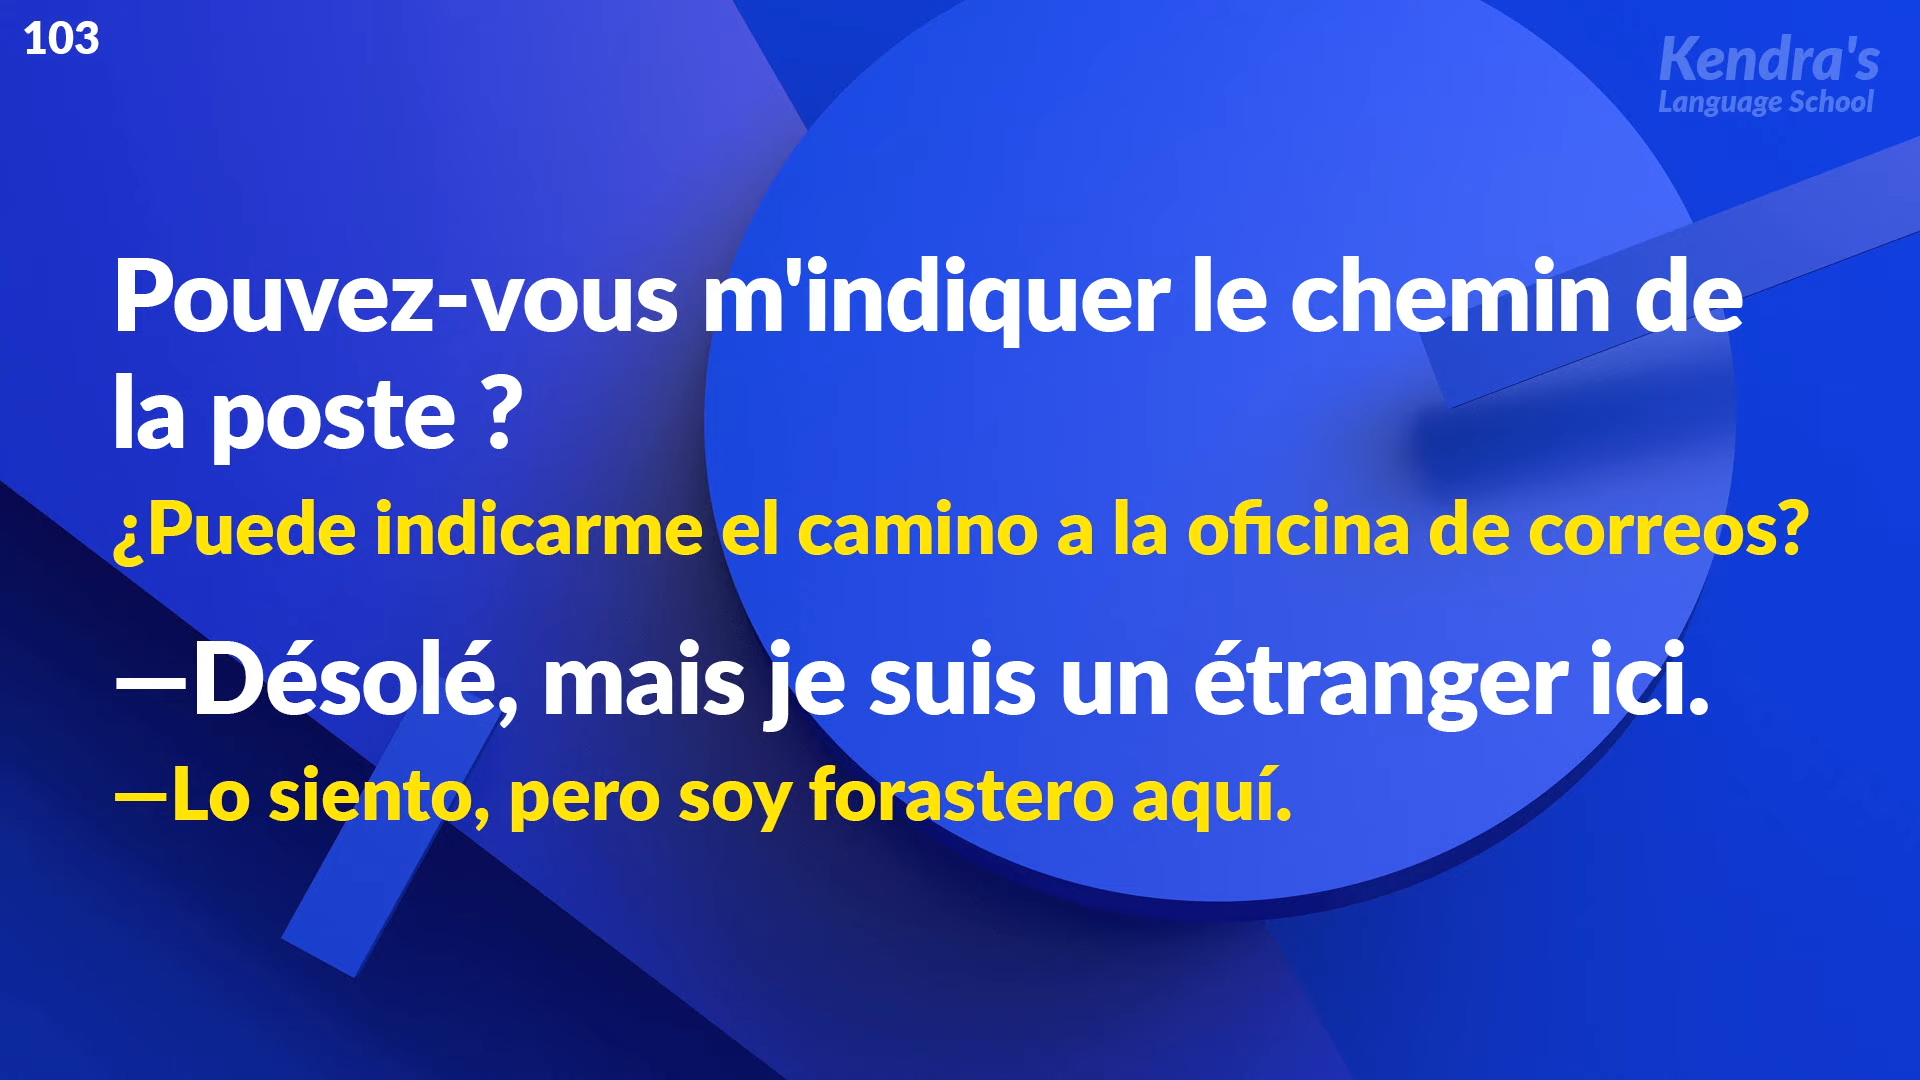 103
Kendra's
Language School
Pouvez-vous m'indiquer le chemin de
la poste ?
¿Puede indicarme el camino a la oficina de correos?
—Désolé, mais je suis un étranger ici.
—Lo siento, pero soy forastero aquí.